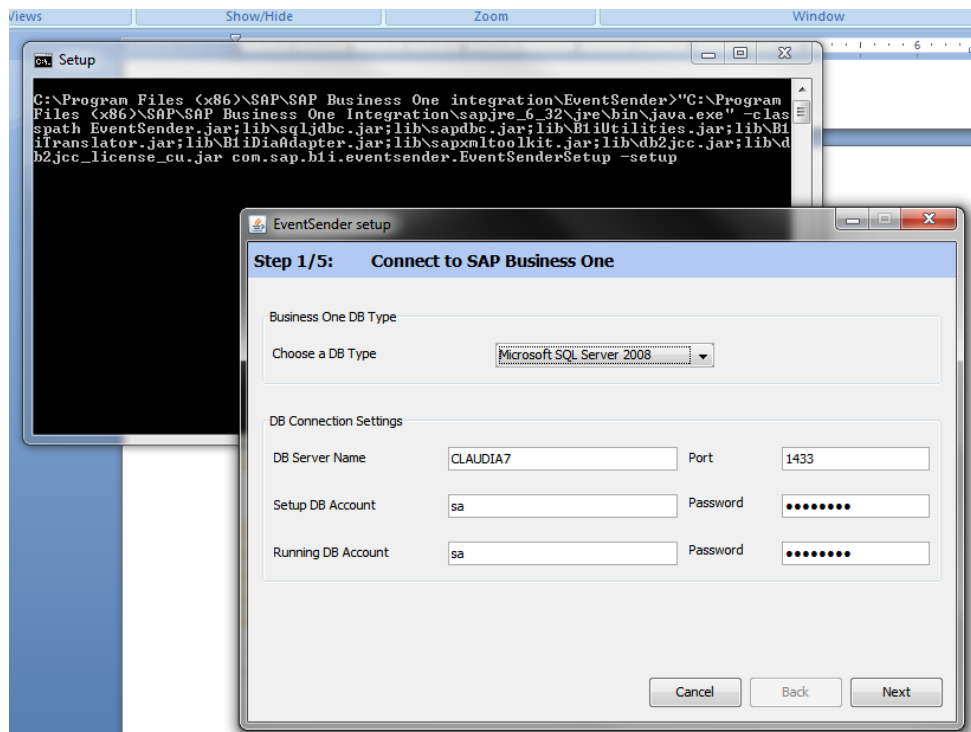 Views Show/Hide Zoom Window
6
Setup
C:\Program Files (x86)\SAP\SAP Business One integration\EventSender>"C:\Program
Files (x86)\SAP\SAP Business One Integration\sapjre_6_32\jre\bin\java.exe" -clas
spath EventSender.jar;lib\sqljdbc.jar;lib\sapdbc.jar;lib\B1iUtilities.jar;lib\B1
iTranslator.jar;lib\B1iDiAdapter.jar;lib\sapxmltoolkit.jar;lib\db2jcc.jar;lib\d
b2jcc_license_cu.jar com.sap.b1i.eventsender.EventSenderSetup -setup
EventSender setup
Step 1/5: Connect to SAP Business One
Business One DB Type
Choose a DB Type Microsoft SQL Server 2008
DB Connection Settings
DB Server Name CLAUDIA7 Port 1433
Setup DB Account sa Password ••••••••
Running DB Account sa Password ••••••••
Cancel Back Next